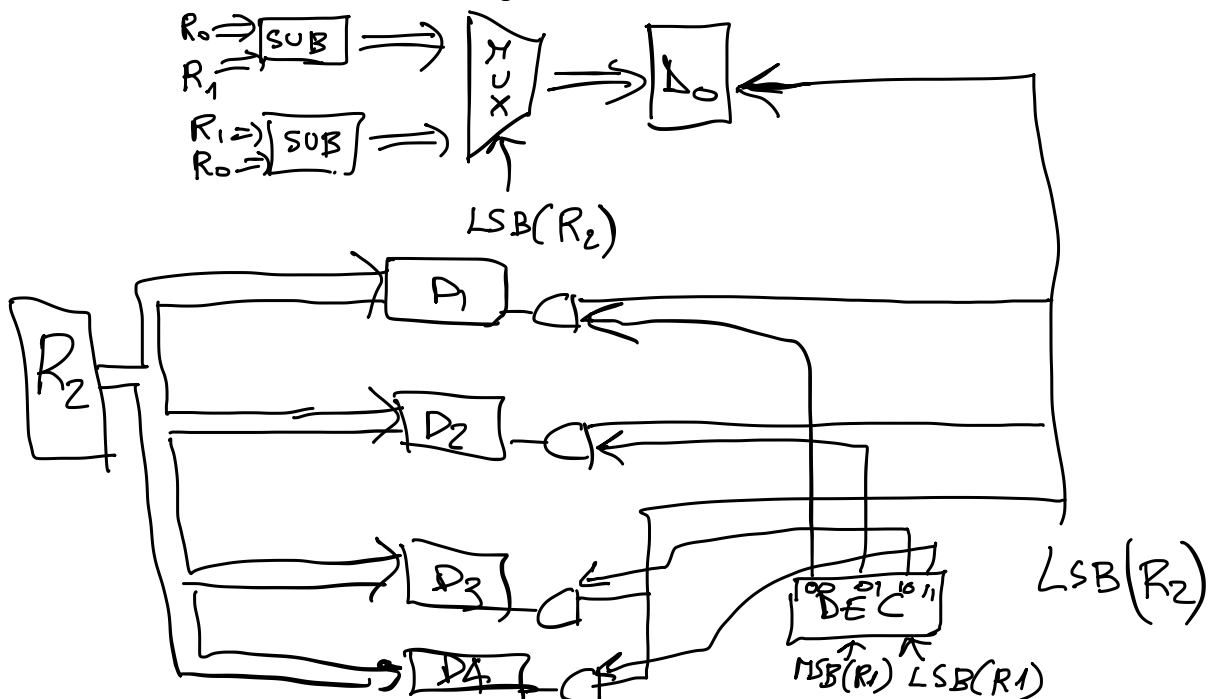 R0 SUB
R1
MUX
D0
R1 SUB
R0
LSB(R2)
D1
R2
D2
D3
00 01 10 11
DEC
LSB(R2)
MSB(R1) LSB(R1)
D4